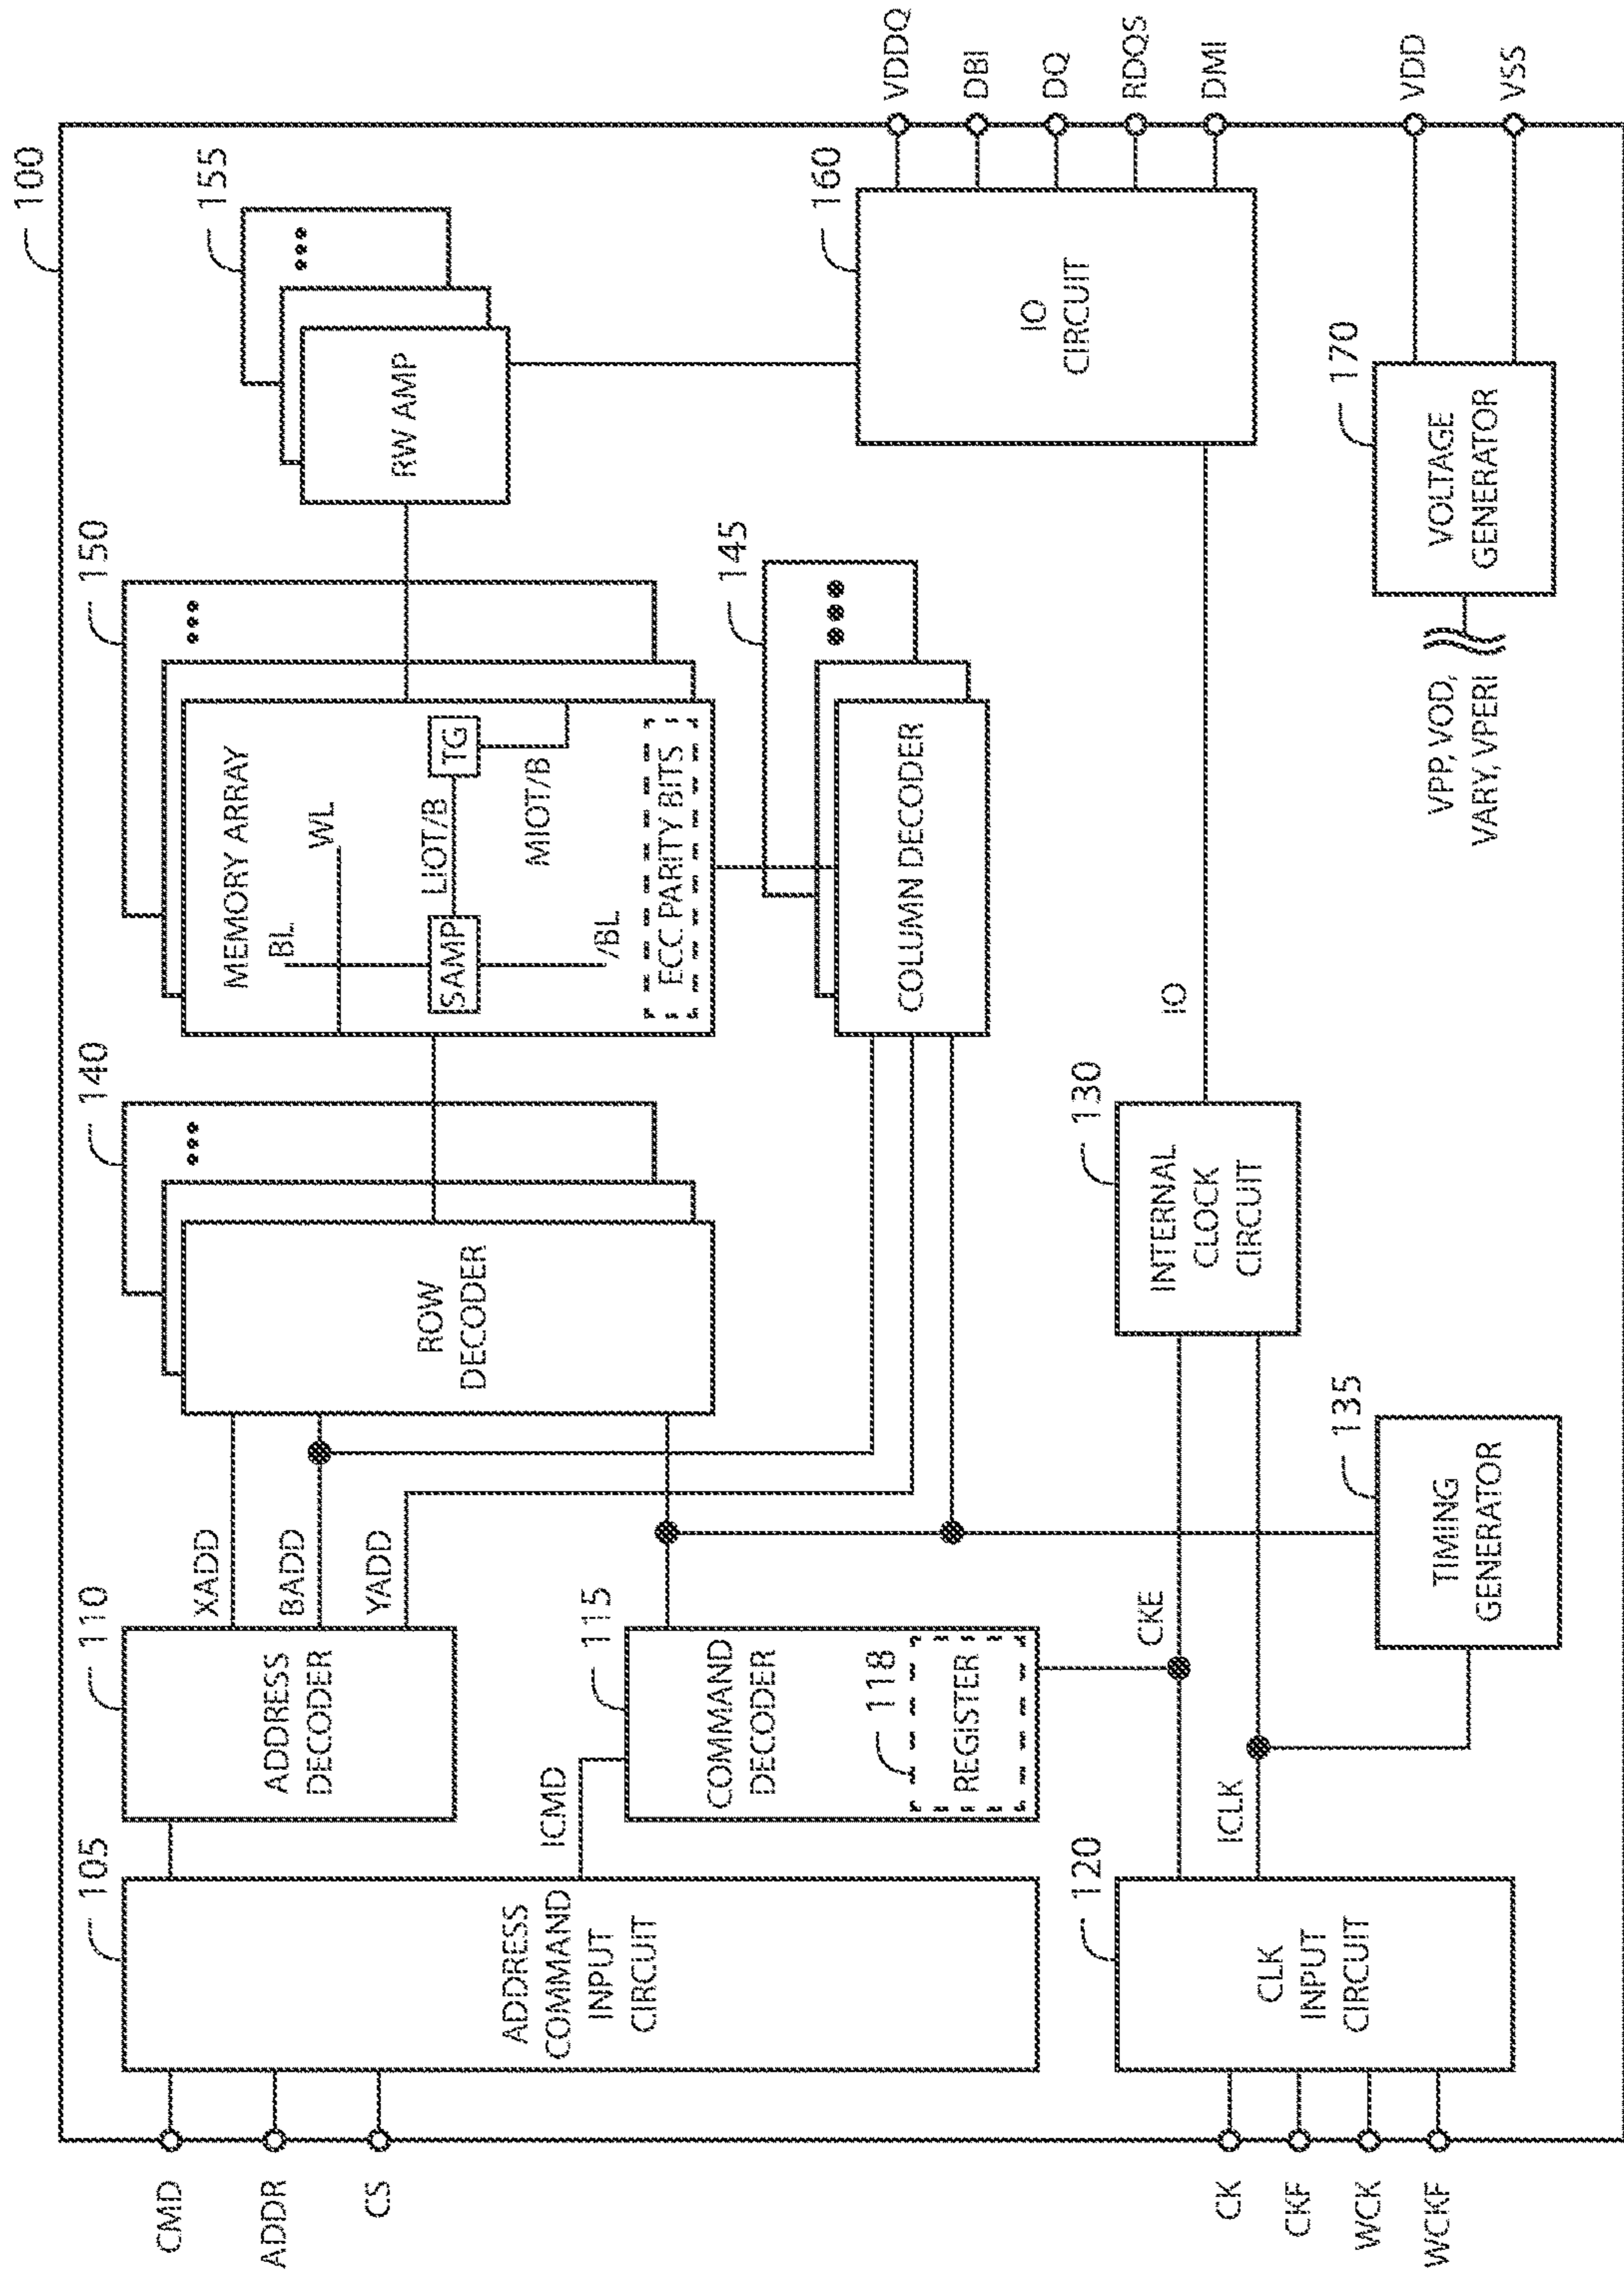 100
105
110
140
150
155
CMD
ADDR
CS
ADDRESS
COMMAND
INPUT
CIRCUIT
ADDRESS
DECODER
XADD
BADD
YADD
ROW
DECODER
MEMORY ARRAY
BL
WL
SAMP
LIOT/B
TG
/BL
MIOT/B
ECC PARITY BITS
RW AMP
ICMD
115
COMMAND
DECODER
118
REGISTER
145
COLUMN DECODER
160
IO
CIRCUIT
VDDQ
DBI
DQ
RDQS
DMI
120
CLK
INPUT
CIRCUIT
CK
CKF
WCK
WCKF
CKE
ICLK
130
INTERNAL
CLOCK
CIRCUIT
IO
135
TIMING
GENERATOR
170
VOLTAGE
GENERATOR
VPP, VOD,
VARY, VPERI
VDD
VSS